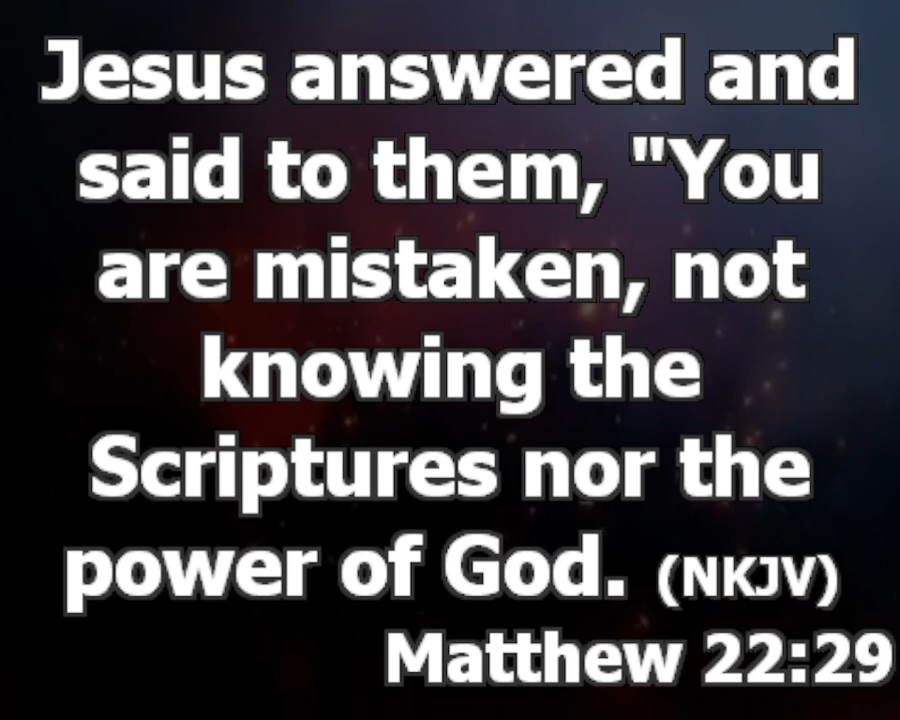 Jesus answered and
said to them, "You
are mistaken, not
knowing the
Scriptures nor the
power of God. (NKJV)
Matthew 22:29